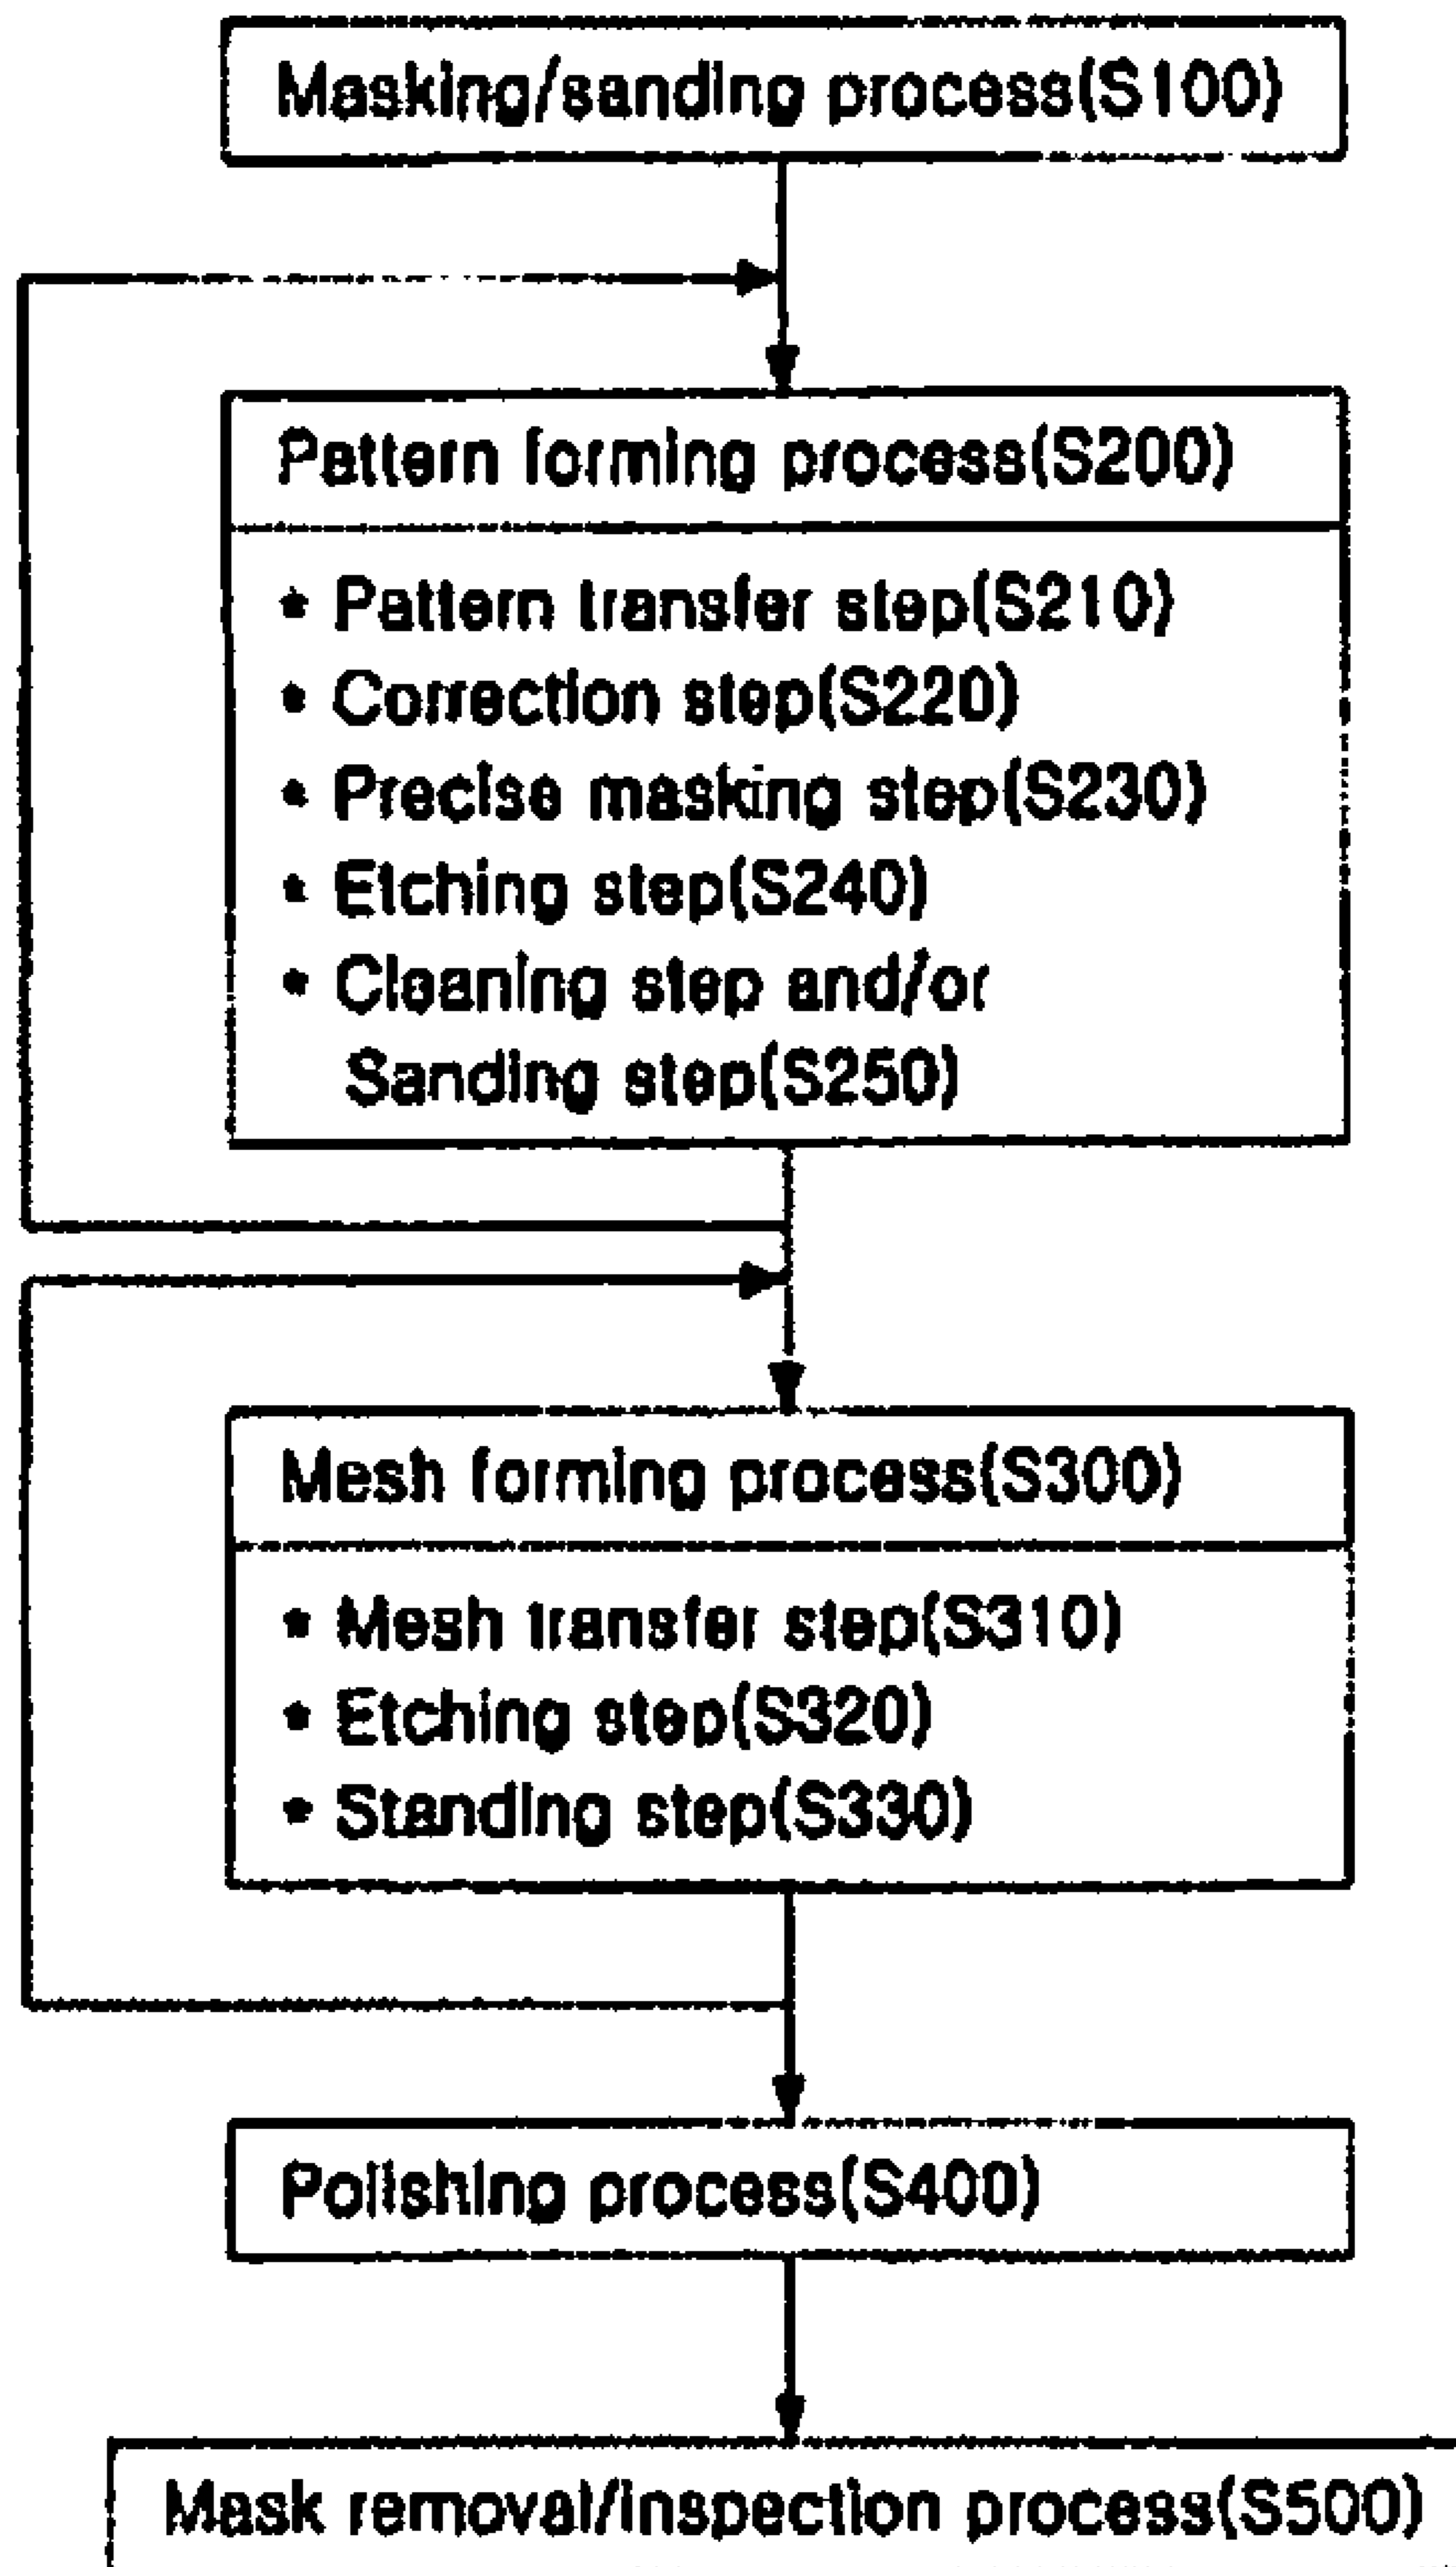 Masking/sanding process(S100)
Pattern forming process(S200)
• Pattern transfer step(S210)
• Correction step(S220)
• Precise masking step(S230)
• Etching step(S240)
• Cleaning step and/or
Sanding step(S250)
Mesh forming process(S300)
• Mesh transfer step(S310)
• Etching step(S320)
• Standing step(S330)
Polishing process(S400)
Mask removal/inspection process(S500)